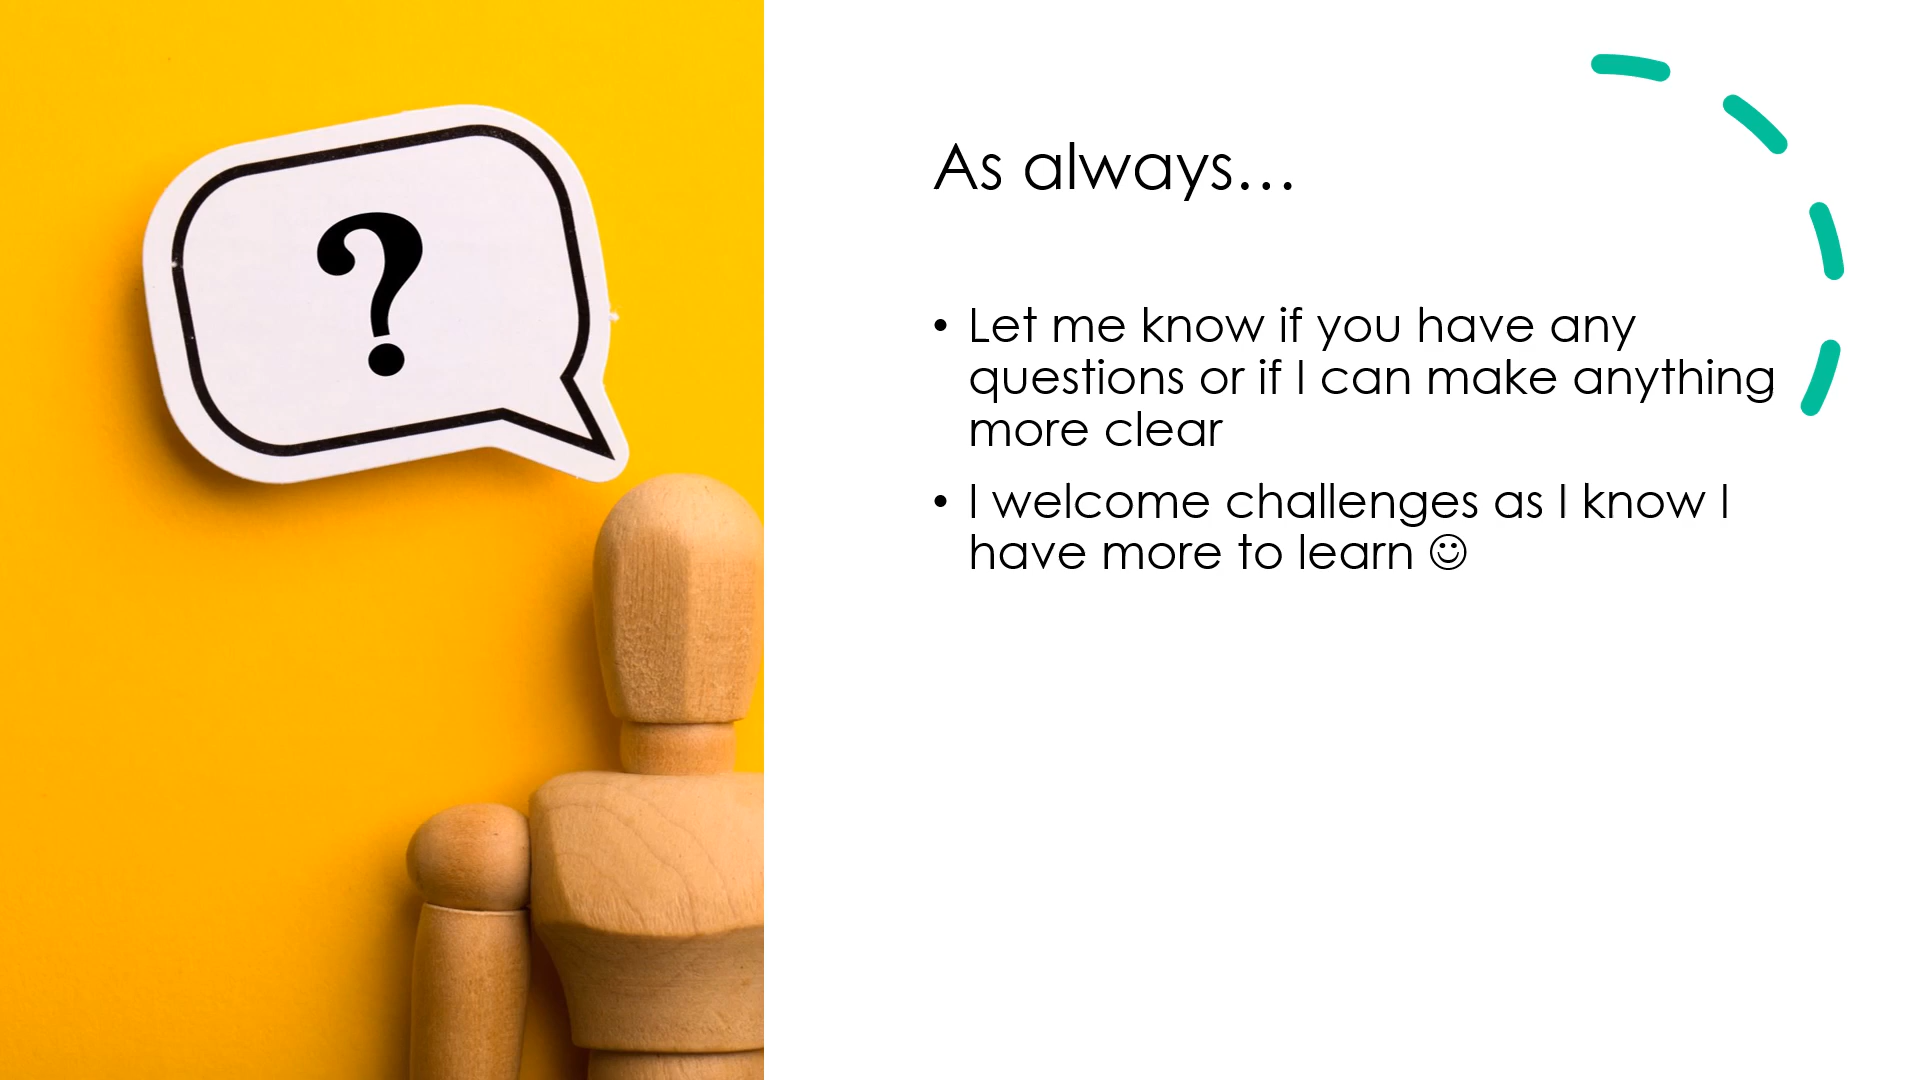 ?
As always…
• Let me know if you have any
questions or if I can make anything
more clear
• I welcome challenges as I know I
have more to learn ☺